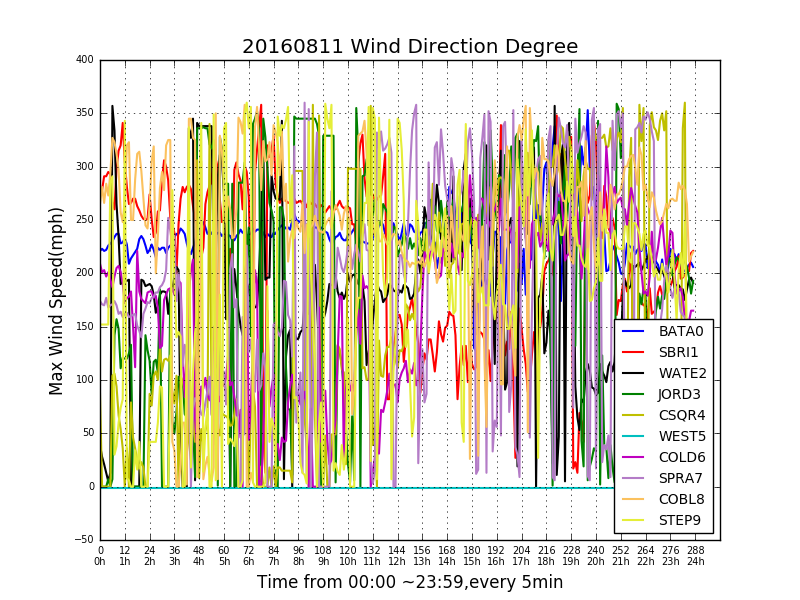 20160811 Wind Direction Degree
Max Wind Speed(mph)
400
350
300
250
200
150
100
50
0
−50
0 12 24 36 48 60 72 84 96 108 120 132 144 156 168 180 192 204 216 228 240 252 264 276 288
0h 1h 2h 3h 4h 5h 6h 7h 8h 9h 10h 11h 12h 13h 14h 15h 16h 17h 18h 19h 20h 21h 22h 23h 24h
Time from 00:00 ~23:59,every 5min
BATA0
SBRI1
WATE2
JORD3
CSQR4
WEST5
COLD6
SPRA7
COBL8
STEP9